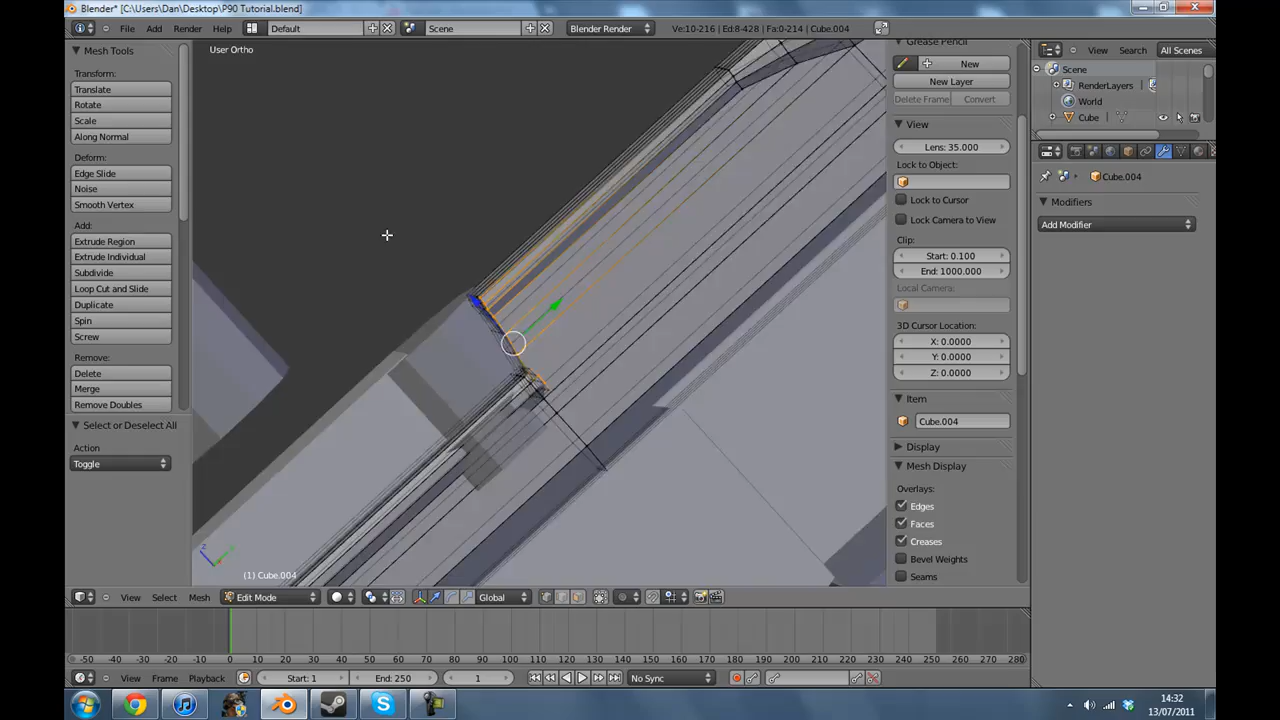 Blender* [C:\Users\Dan\Desktop\P90 Tutorial.blend]
File Add Render Help Default Scene Blender Render Ve:10-216 | Ed:8-428 | Fa:0-214 | Cube.004
Mesh Tools
Transform:
Translate
Rotate
Scale
Along Normal
Deform:
Edge Slide
Noise
Smooth Vertex
Add:
Extrude Region
Extrude Individual
Subdivide
Loop Cut and Slide
Duplicate
Spin
Screw
Remove:
Delete
Merge
Remove Doubles
Select or Deselect All
Action
Toggle
User Ortho
z
(1) Cube.004
Grease Pencil
New
New Layer
Delete Frame Convert
View
Lens: 35.000
Lock to Object:
Lock to Cursor
Lock Camera to View
Clip:
Start: 0.100
End: 1000.000
Local Camera:
3D Cursor Location:
X: 0.0000
Y: 0.0000
Z: 0.0000
Item
Cube.004
Display
Mesh Display
Overlays:
Edges
Faces
Creases
Bevel Weights
Seams
View Search All Scenes
Scene
RenderLayers
World
Cube
Cube.004
Modifiers
Add Modifier
View Select Mesh Edit Mode Global
-50 -40 -30 -20 -10 0 10 20 30 40 50 60 70 80 90 100 110 120 130 140 150 160 170 180 190 200 210 220 230 240 250 260 270 280
View Frame Playback Start: 1 End: 250 1 No Sync
14:32
13/07/2011